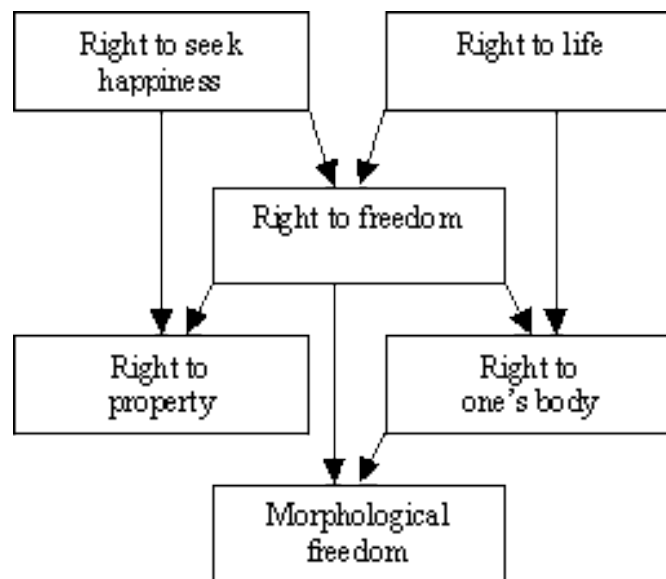 Right to seek
happiness
Right to life
Right to freedom
Right to
property
Right to
one's body
Morphological
freedom